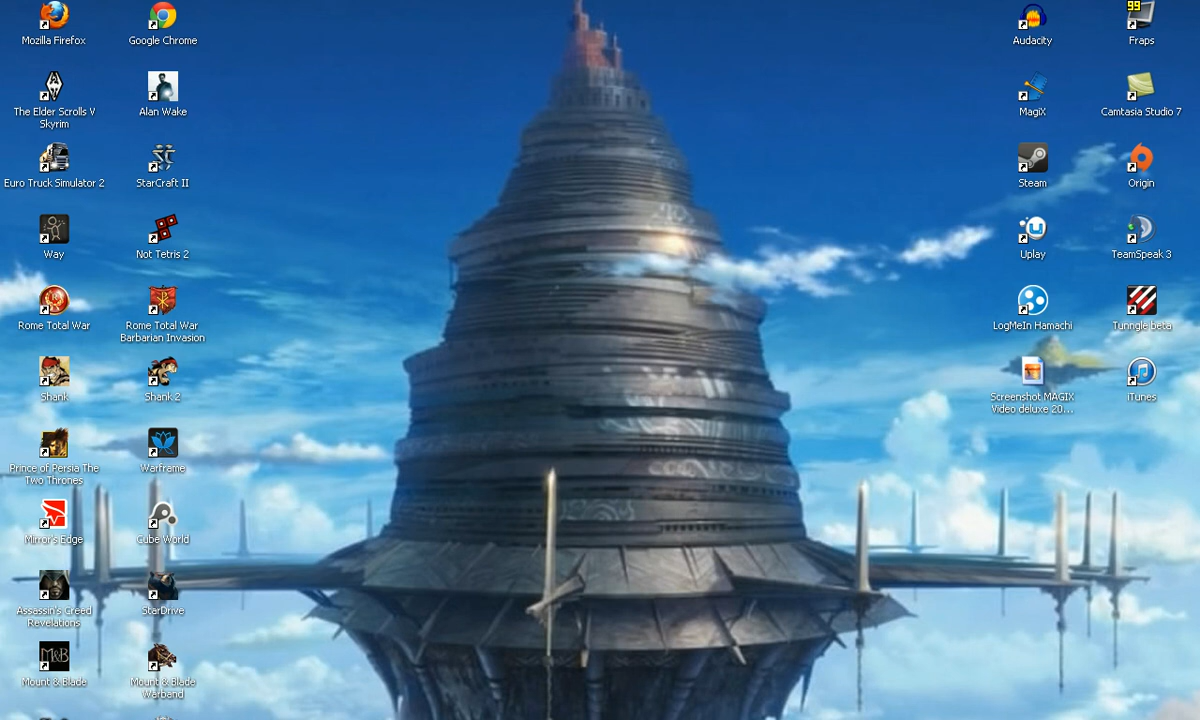 Mozilla Firefox
Google Chrome
99
Audacity
Fraps
The Elder Scrolls V
Skyrim
Alan Wake
MagiX
Camtasia Studio 7
Euro Truck Simulator 2
StarCraft II
Steam
Origin
Way
Not Tetris 2
Uplay
TeamSpeak 3
Rome Total War
Rome Total War
Barbarian Invasion
LogMeIn Hamachi
Tunngle beta
Shank
Shank 2
Screenshot MAGIX
Video deluxe 20...
iTunes
Prince of Persia The
Two Thrones
Warframe
Mirror's Edge
Cube World
Assassin's Creed
Revelations
StarDrive
M&B
Mount & Blade
Mount & Blade
Warband